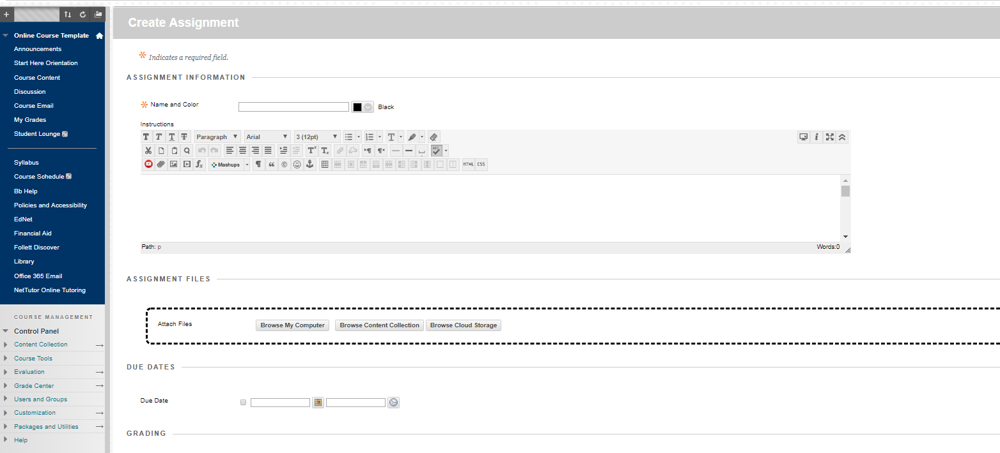 Online Course Template
Announcements
Start Here Orientation
Course Content
Discussion
Course Email
My Grades
Student Lounge
Syllabus
Course Schedule
Bb Help
Policies and Accessibility
EdNet
Financial Aid
Follett Discover
Library
Office 365 Email
NetTutor Online Tutoring
COURSE MANAGEMENT
Control Panel
Content Collection
Course Tools
Evaluation
Grade Center
Users and Groups
Customization
Packages and Utilities
Help
Create Assignment
Indicates a required field.
ASSIGNMENT INFORMATION
Name and Color Black
Instructions
T T T T Paragraph Arial 3 (12pt) T
Tx Tx ABC
fx Mashups HTML CSS
Path: p Words:0
ASSIGNMENT FILES
Attach Files Browse My Computer Browse Content Collection Browse Cloud Storage
DUE DATES
Due Date
GRADING